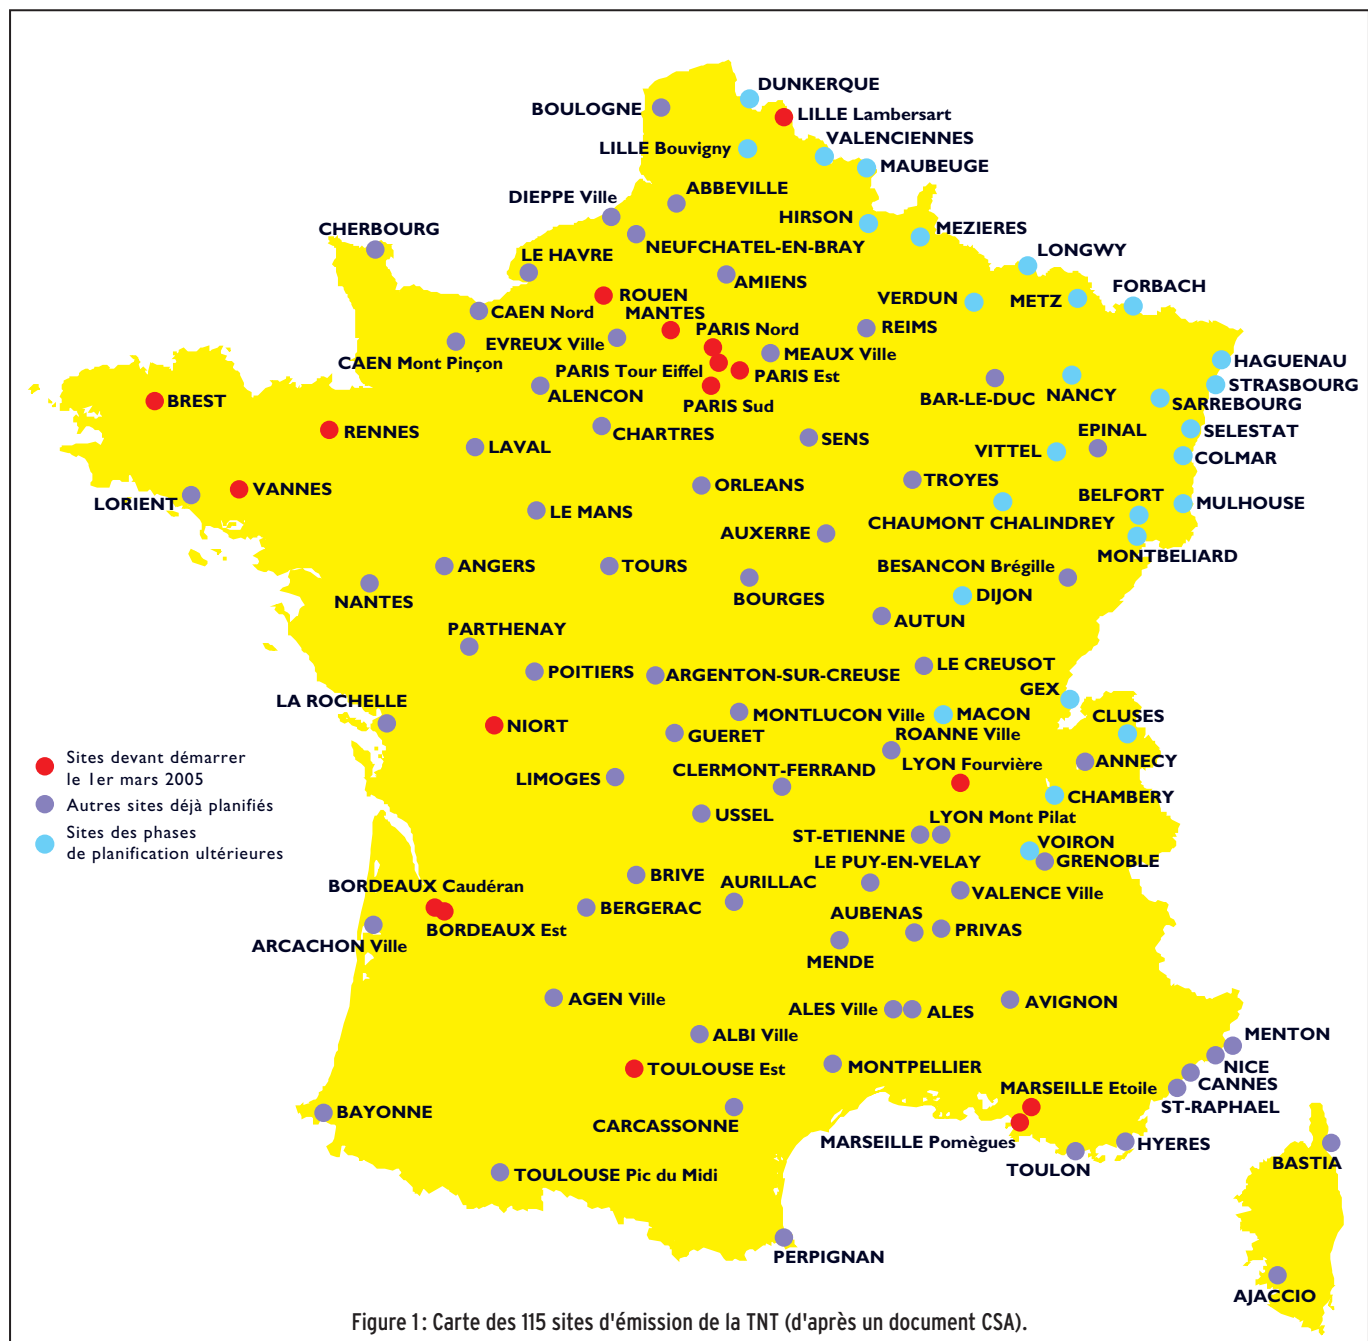 DUNKERQUE
BOULOGNE
LILLE Lambersart
VALENCIENNES
LILLE Bouvigny
MAUBEUGE
ABBEVILLE
DIEPPE Ville
HIRSON
MEZIERES
CHERBOURG
NEUFCHATEL-EN-BRAY
LONGWY
LE HAVRE
AMIENS
FORBACH
ROUEN
VERDUN
METZ
CAEN Nord
MANTES
PARIS Nord
REIMS
EVREUX Ville
MEAUX Ville
CAEN Mont Pinçon
HAGUENAU
PARIS Tour Eiffel
PARIS Est
STRASBOURG
ALENCON
BAR-LE-DUC
NANCY
BREST
PARIS Sud
SARREBOURG
RENNES
CHARTRES
EPINAL
SELESTAT
LAVAL
SENS
VITTEL
COLMAR
VANNES
ORLEANS
TROYES
BELFORT
LORIENT
MULHOUSE
LE MANS
CHAUMONT CHALINDREY
AUXERRE
MONTBELIARD
ANGERS
TOURS
BESANCON Brégille
NANTES
BOURGES
DIJON
AUTUN
PARTHENAY
LE CREUSOT
POITIERS
ARGENTON-SUR-CREUSE
GEX
LA ROCHELLE
MONTLUCON Ville
MACON
CLUSES
NIORT
GUERET
ROANNE Ville
Sites devant démarrer
le 1er mars 2005
Autres sites déjà planifiés
Sites des phases
de planification ultérieures
LYON Fourvière
ANNECY
LIMOGES
CLERMONT-FERRAND
CHAMBERY
USSEL
LYON Mont Pilat
ST-ETIENNE
VOIRON
LE PUY-EN-VELAY
GRENOBLE
BRIVE
AURILLAC
BORDEAUX Caudéran
VALENCE Ville
BERGERAC
AUBENAS
BORDEAUX Est
PRIVAS
ARCACHON Ville
MENDE
AGEN Ville
AVIGNON
ALES Ville
ALES
ALBI Ville
MENTON
TOULOUSE Est
MONTPELLIER
NICE
CANNES
MARSEILLE Etoile
ST-RAPHAEL
BAYONNE
CARCASSONNE
MARSEILLE Pomègues
HYERES
TOULON
BASTIA
TOULOUSE Pic du Midi
PERPIGNAN
AJACCIO
Figure 1 : Carte des 115 sites d'émission de la TNT (d'après un document CSA).